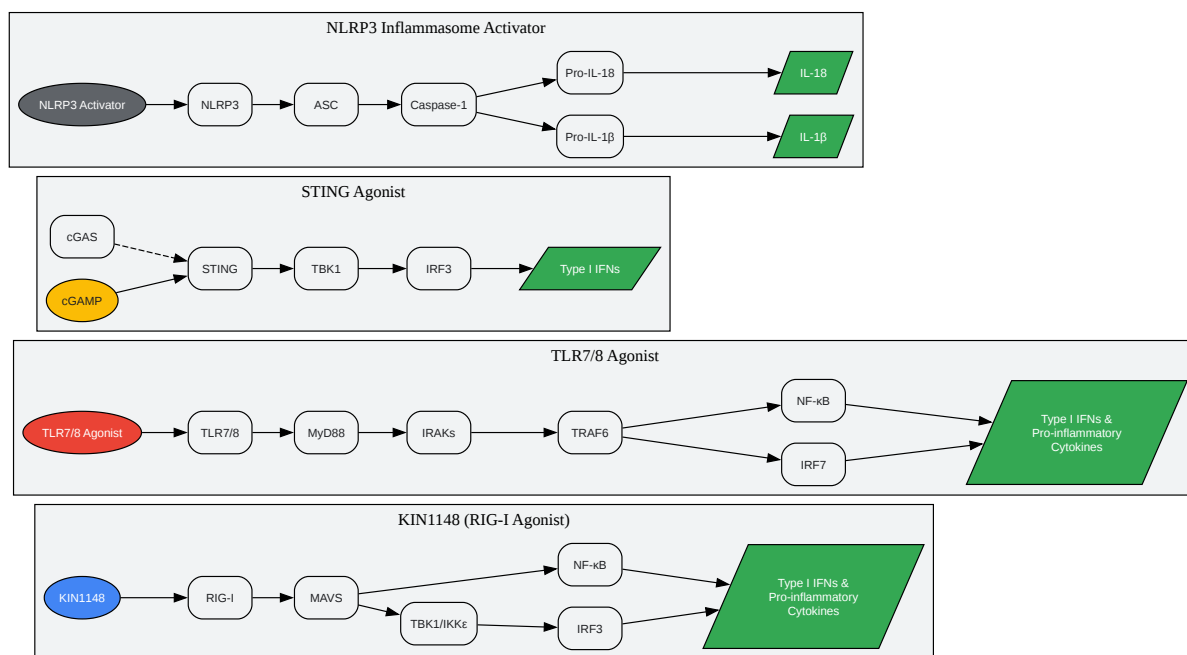 NLRP3 Inflammasome Activator
NLRP3 Activator
NLRP3
ASC
Caspase-1
Pro-IL-18
IL-18
Pro-IL-1β
IL-1β
STING Agonist
cGAS
cGAMP
STING
TBK1
IRF3
Type I IFNs
TLR7/8 Agonist
TLR7/8 Agonist
TLR7/8
MyD88
IRAKs
TRAF6
NF-κB
IRF7
Type I IFNs &
Pro-inflammatory
Cytokines
KIN1148 (RIG-I Agonist)
KIN1148
RIG-I
MAVS
NF-κB
TBK1/IKKε
IRF3
Type I IFNs &
Pro-inflammatory
Cytokines